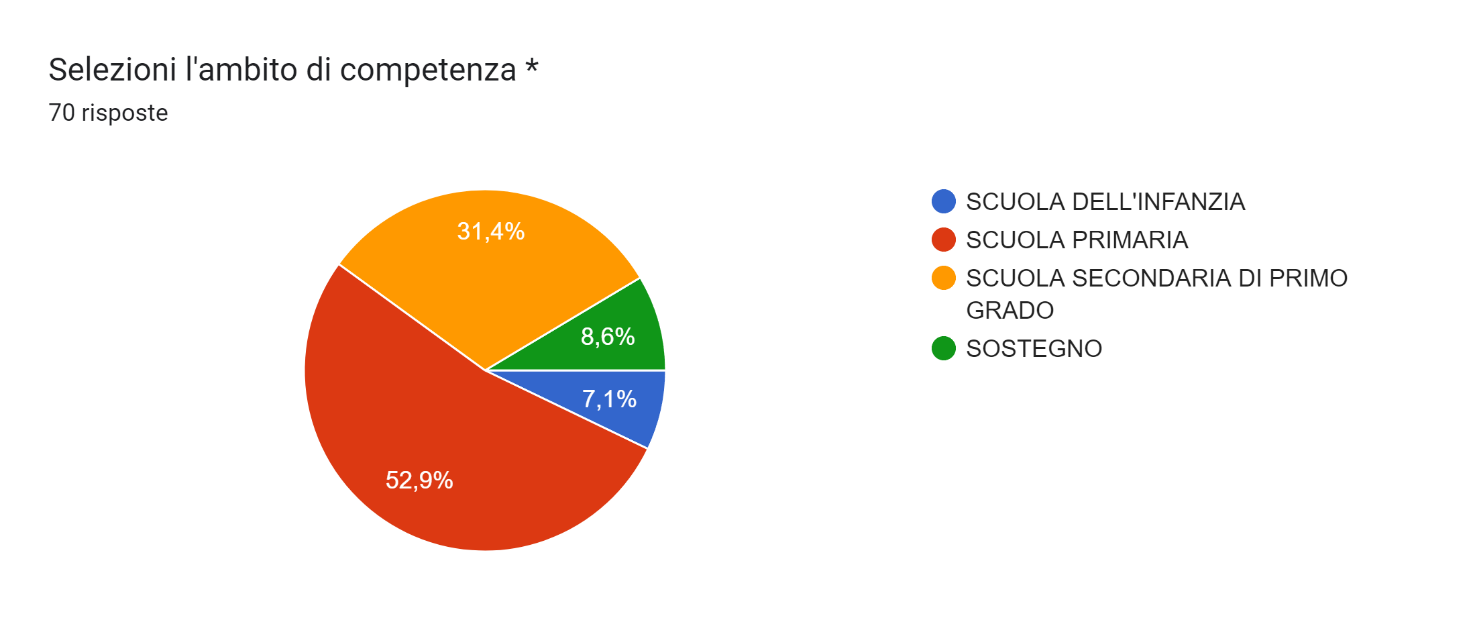 Selezioni l'ambito di competenza *
70 risposte
31,4%
8,6%
7,1%
52,9%
SCUOLA DELL'INFANZIA
SCUOLA PRIMARIA
SCUOLA SECONDARIA DI PRIMO
GRADO
SOSTEGNO